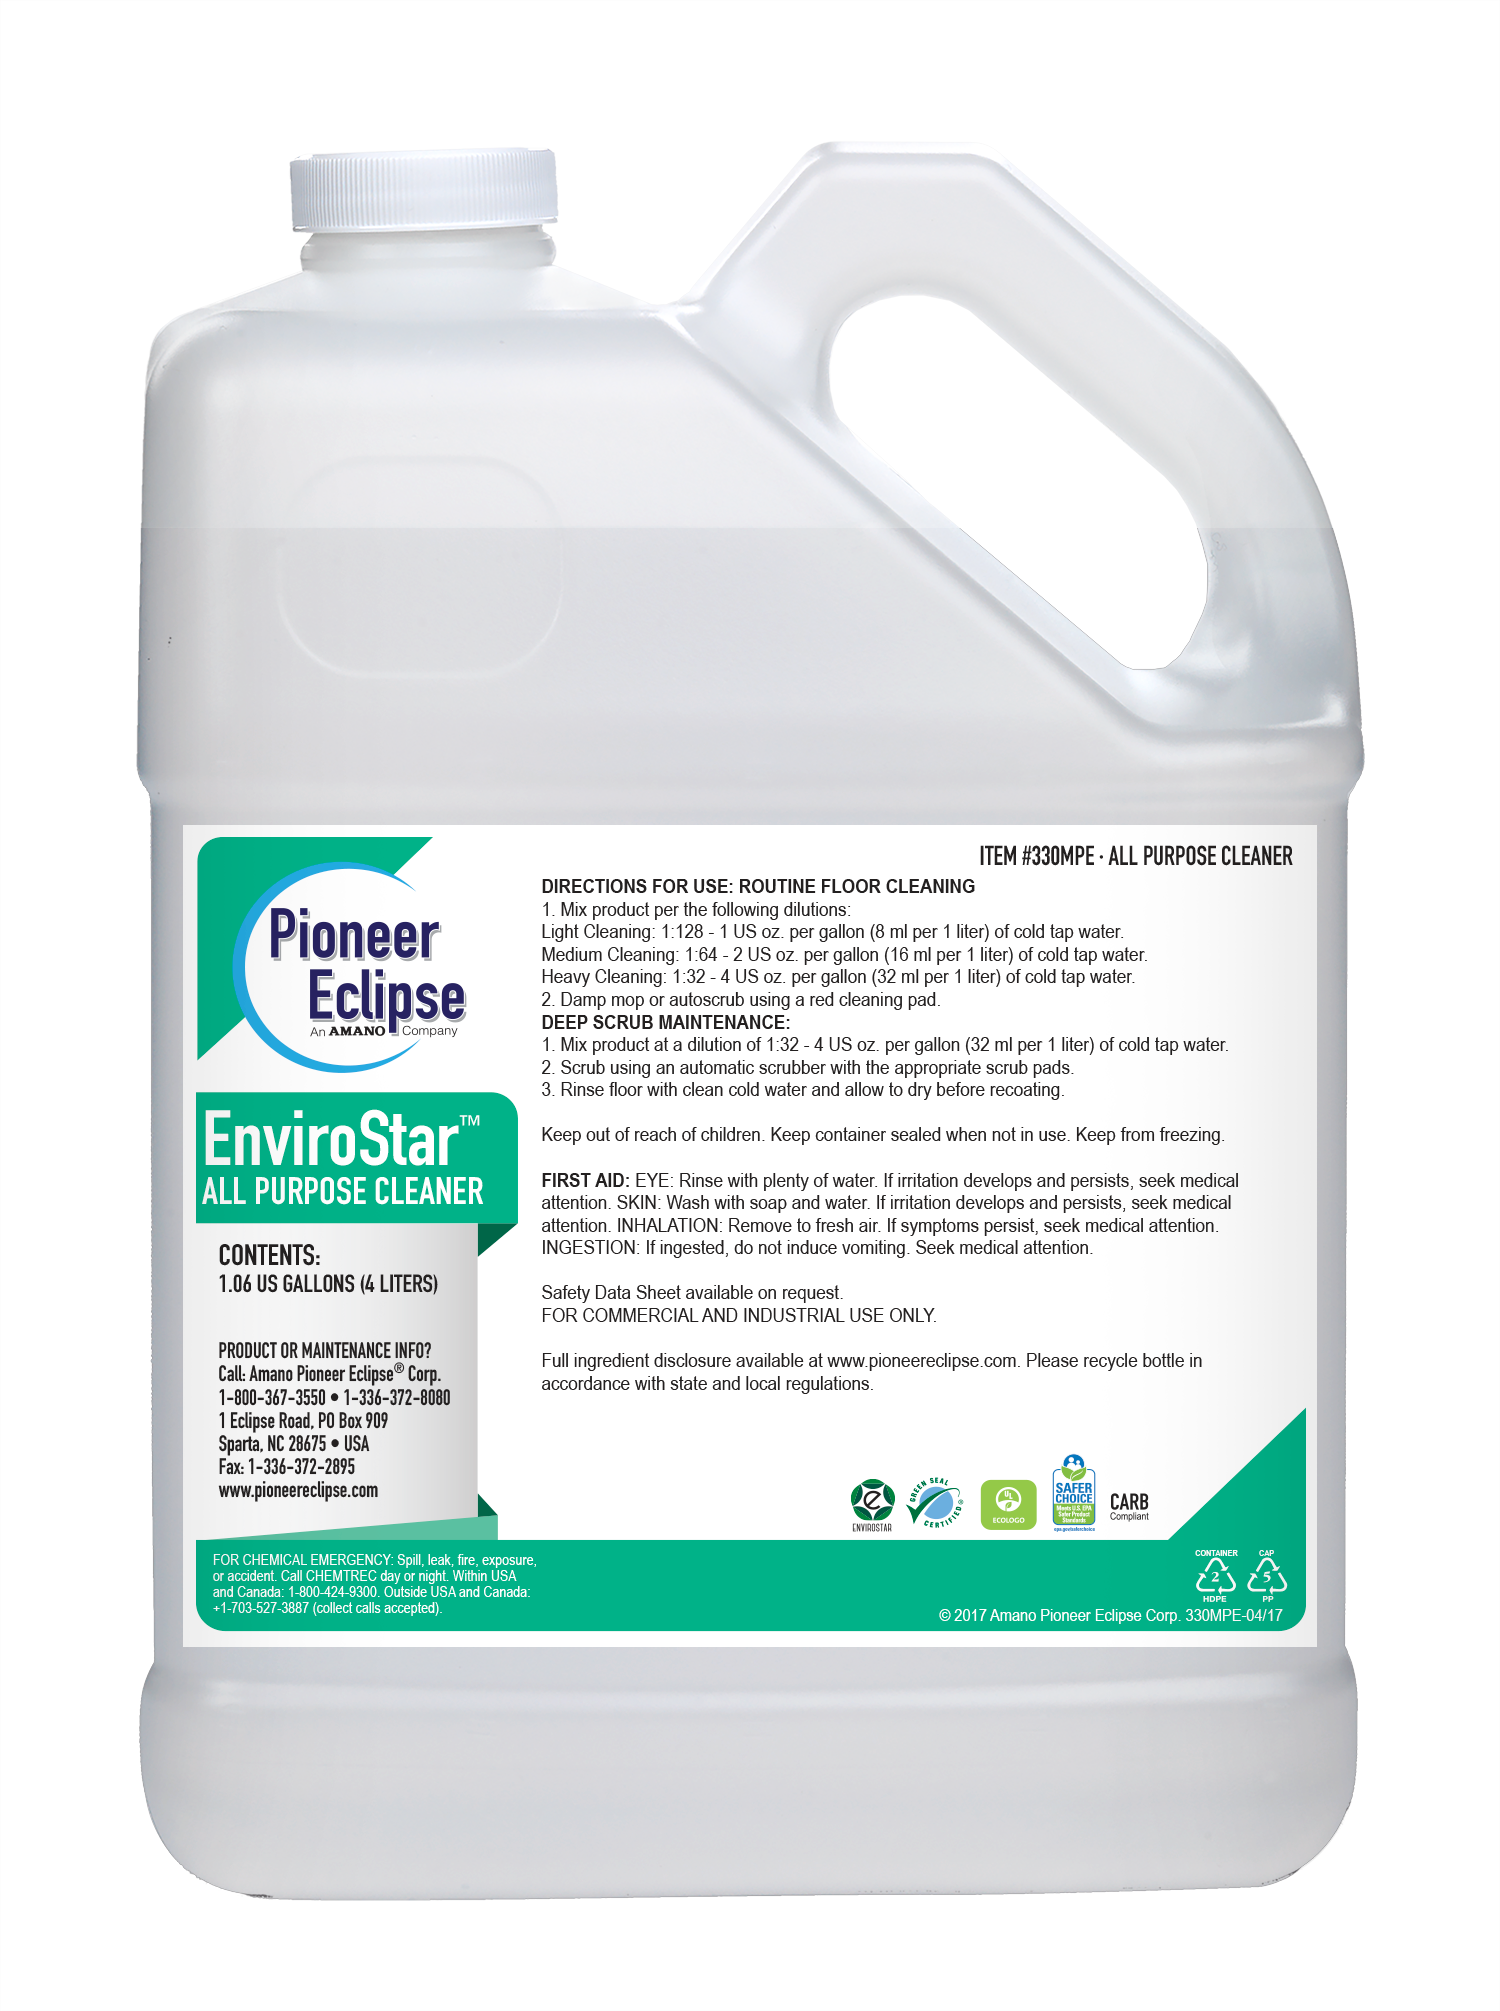 Pioneer
Eclipse
An AMANO Company
EnviroStar™
ALL PURPOSE CLEANER
CONTENTS:
1.06 US GALLONS (4 LITERS)
PRODUCT OR MAINTENANCE INFO?
Call: Amano Pioneer Eclipse® Corp.
1-800-367-3550 • 1-336-372-8080
1 Eclipse Road, PO Box 909
Sparta, NC 28675 • USA
Fax: 1-336-372-2895
www.pioneereclipse.com
ITEM #330MPE · ALL PURPOSE CLEANER
DIRECTIONS FOR USE: ROUTINE FLOOR CLEANING
1. Mix product per the following dilutions:
Light Cleaning: 1:128 - 1 US oz. per gallon (8 ml per 1 liter) of cold tap water.
Medium Cleaning: 1:64 - 2 US oz. per gallon (16 ml per 1 liter) of cold tap water.
Heavy Cleaning: 1:32 - 4 US oz. per gallon (32 ml per 1 liter) of cold tap water.
2. Damp mop or autoscrub using a red cleaning pad.
DEEP SCRUB MAINTENANCE:
1. Mix product at a dilution of 1:32 - 4 US oz. per gallon (32 ml per 1 liter) of cold tap water.
2. Scrub using an automatic scrubber with the appropriate scrub pads.
3. Rinse floor with clean cold water and allow to dry before recoating.
Keep out of reach of children. Keep container sealed when not in use. Keep from freezing.
FIRST AID: EYE: Rinse with plenty of water. If irritation develops and persists, seek medical
attention. SKIN: Wash with soap and water. If irritation develops and persists, seek medical
attention. INHALATION: Remove to fresh air. If symptoms persist, seek medical attention.
INGESTION: If ingested, do not induce vomiting. Seek medical attention.
Safety Data Sheet available on request.
FOR COMMERCIAL AND INDUSTRIAL USE ONLY.
Full ingredient disclosure available at www.pioneereclipse.com. Please recycle bottle in
accordance with state and local regulations.
e
ENVIROSTAR
GREEN SEAL
CERTIFIED ®
UL
ECOLOGO
SAFER
CHOICE
Meets U.S. EPA
Safer Product
Standards
epa.gov/saferchoice
CARB
Compliant
FOR CHEMICAL EMERGENCY: Spill, leak, fire, exposure,
or accident. Call CHEMTREC day or night. Within USA
and Canada: 1-800-424-9300. Outside USA and Canada:
+1-703-527-3887 (collect calls accepted).
CONTAINER
2
HDPE
CAP
5
PP
© 2017 Amano Pioneer Eclipse Corp. 330MPE-04/17